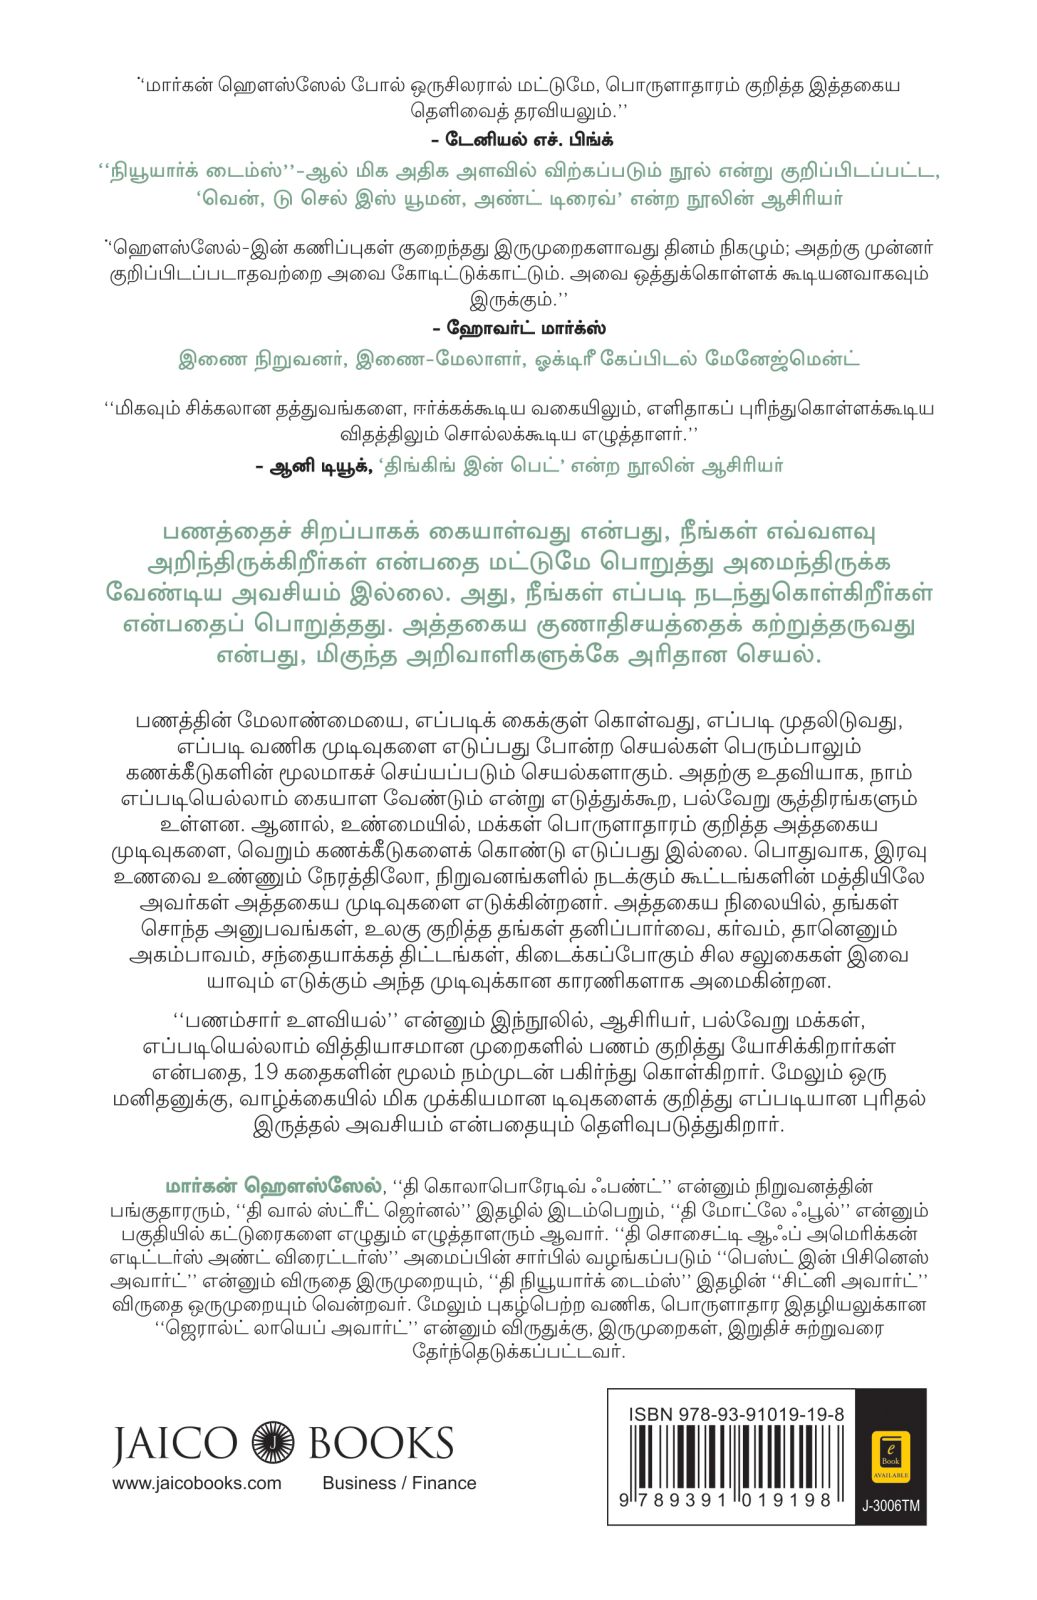 ‘‘மார்கன் ஹௌஸ்ஸேல் போல் ஒருசிலரால் மட்டுமே, பொருளாதாரம் குறித்த இத்தகைய
தெளிவைத் தரவியலும்.’’
- டேனியல் எச். பிங்க்
‘‘நியூயார்க் டைம்ஸ்’’-ஆல் மிக அதிக அளவில் விற்கப்படும் நூல் என்று குறிப்பிடப்பட்ட,
‘வென், டு செல் இஸ் யூமன், அண்ட் டிரைவ்’ என்ற நூலின் ஆசிரியர்
‘‘ஹௌஸ்ஸேல்-இன் கணிப்புகள் குறைந்தது இருமுறைகளாவது தினம் நிகழும்; அதற்கு முன்னர்
குறிப்பிடப்படாதவற்றை அவை கோடிட்டுக்காட்டும். அவை ஒத்துக்கொள்ளக் கூடியனவாகவும்
இருக்கும்.’’
- ஹோவர்ட் மார்க்ஸ்
இணை நிறுவனர், இணை-மேலாளர், ஓக்டிரீ கேப்பிடல் மேனேஜ்மென்ட்
‘‘மிகவும் சிக்கலான தத்துவங்களை, ஈர்க்கக்கூடிய வகையிலும், எளிதாகப் புரிந்துகொள்ளக்கூடிய
விதத்திலும் சொல்லக்கூடிய எழுத்தாளர்.’’
- ஆனி டியூக், ‘திங்கிங் இன் பெட்’ என்ற நூலின் ஆசிரியர்
பணத்தைச் சிறப்பாகக் கையாள்வது என்பது, நீங்கள் எவ்வளவு
அறிந்திருக்கிறீர்கள் என்பதை மட்டுமே பொறுத்து அமைந்திருக்க
வேண்டிய அவசியம் இல்லை. அது, நீங்கள் எப்படி நடந்துகொள்கிறீர்கள்
என்பதைப் பொறுத்தது. அத்தகைய குணாதிசயத்தைக் கற்றுத்தருவது
என்பது, மிகுந்த அறிவாளிகளுக்கே அரிதான செயல்.
பணத்தின் மேலாண்மையை, எப்படிக் கைக்குள் கொள்வது, எப்படி முதலிடுவது,
எப்படி வணிக முடிவுகளை எடுப்பது போன்ற செயல்கள் பெரும்பாலும்
கணக்கீடுகளின் மூலமாகச் செய்யப்படும் செயல்களாகும். அதற்கு உதவியாக, நாம்
எப்படியெல்லாம் கையாள வேண்டும் என்று எடுத்துக்கூற, பல்வேறு சூத்திரங்களும்
உள்ளன. ஆனால், உண்மையில், மக்கள் பொருளாதாரம் குறித்த அத்தகைய
முடிவுகளை, வெறும் கணக்கீடுகளைக் கொண்டு எடுப்பது இல்லை. பொதுவாக, இரவு
உணவை உண்ணும் நேரத்திலோ, நிறுவனங்களில் நடக்கும் கூட்டங்களின் மத்தியிலே
அவர்கள் அத்தகைய முடிவுகளை எடுக்கின்றனர். அத்தகைய நிலையில், தங்கள்
சொந்த அனுபவங்கள், உலகு குறித்த தங்கள் தனிப்பார்வை, கர்வம், தானெனும்
அகம்பாவம், சந்தையாக்கத் திட்டங்கள், கிடைக்கப்போகும் சில சலுகைகள் இவை
யாவும் எடுக்கும் அந்த முடிவுக்கான காரணிகளாக அமைகின்றன.
‘‘பணம்சார் உளவியல்’’ என்னும் இந்நூலில், ஆசிரியர், பல்வேறு மக்கள்,
எப்படியெல்லாம் வித்தியாசமான முறைகளில் பணம் குறித்து யோசிக்கிறார்கள்
என்பதை, 19 கதைகளின் மூலம் நம்முடன் பகிர்ந்து கொள்கிறார். மேலும் ஒரு
மனிதனுக்கு, வாழ்க்கையில் மிக முக்கியமான டிவுகளைக் குறித்து எப்படியான புரிதல்
இருத்தல் அவசியம் என்பதையும் தெளிவுபடுத்துகிறார்.
மார்கன் ஹௌஸ்ஸேல், ‘‘தி கொலாபொரேடிவ் ஃபண்ட்’’ என்னும் நிறுவனத்தின்
பங்குதாரரும், ‘‘தி வால் ஸ்ட்ரீட் ஜெர்னல்’’ இதழில் இடம்பெறும், ‘‘தி மோட்லே ஃபூல்’’ என்னும்
பகுதியில் கட்டுரைகளை எழுதும் எழுத்தாளரும் ஆவார். ‘‘தி சொசைட்டி ஆஃப் அமெரிக்கன்
எடிட்டர்ஸ் அண்ட் விரைட்டர்ஸ்’’ அமைப்பின் சார்பில் வழங்கப்படும் ‘‘பெஸ்ட் இன் பிசினெஸ்
அவார்ட்’’ என்னும் விருதை இருமுறையும், ‘‘தி நியூயார்க் டைம்ஸ்’’ இதழின் ‘‘சிட்னி அவார்ட்’’
விருதை ஒருமுறையும் வென்றவர். மேலும் புகழ்பெற்ற வணிக, பொருளாதார இதழியலுக்கான
‘‘ஜெரால்ட் லாயெப் அவார்ட்’’ என்னும் விருதுக்கு, இருமுறைகள், இறுதிச் சுற்றுவரை
தேர்ந்தெடுக்கப்பட்டவர்.
JAICO J BOOKS
www.jaicobooks.com Business / Finance
ISBN 978-93-91019-19-8
9 789391 019198
e
Book
AVAILABLE
J-3006TM